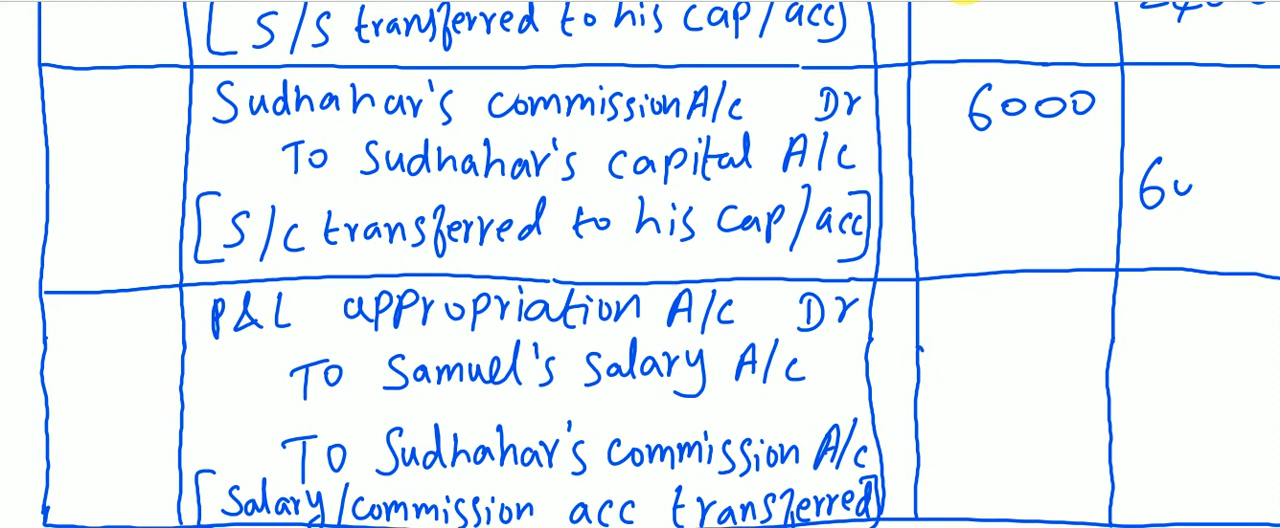 [ S/S transferred to his cap/acc]
Sudhahar's commission A/c Dr 6000
To Sudhahar's capital A/c
[S/c transferred to his cap/acc]
P&L appropriation A/c Dr
To Samuel's salary A/c
To Sudhahar's commission A/c
[Salary/commission acc transferred]